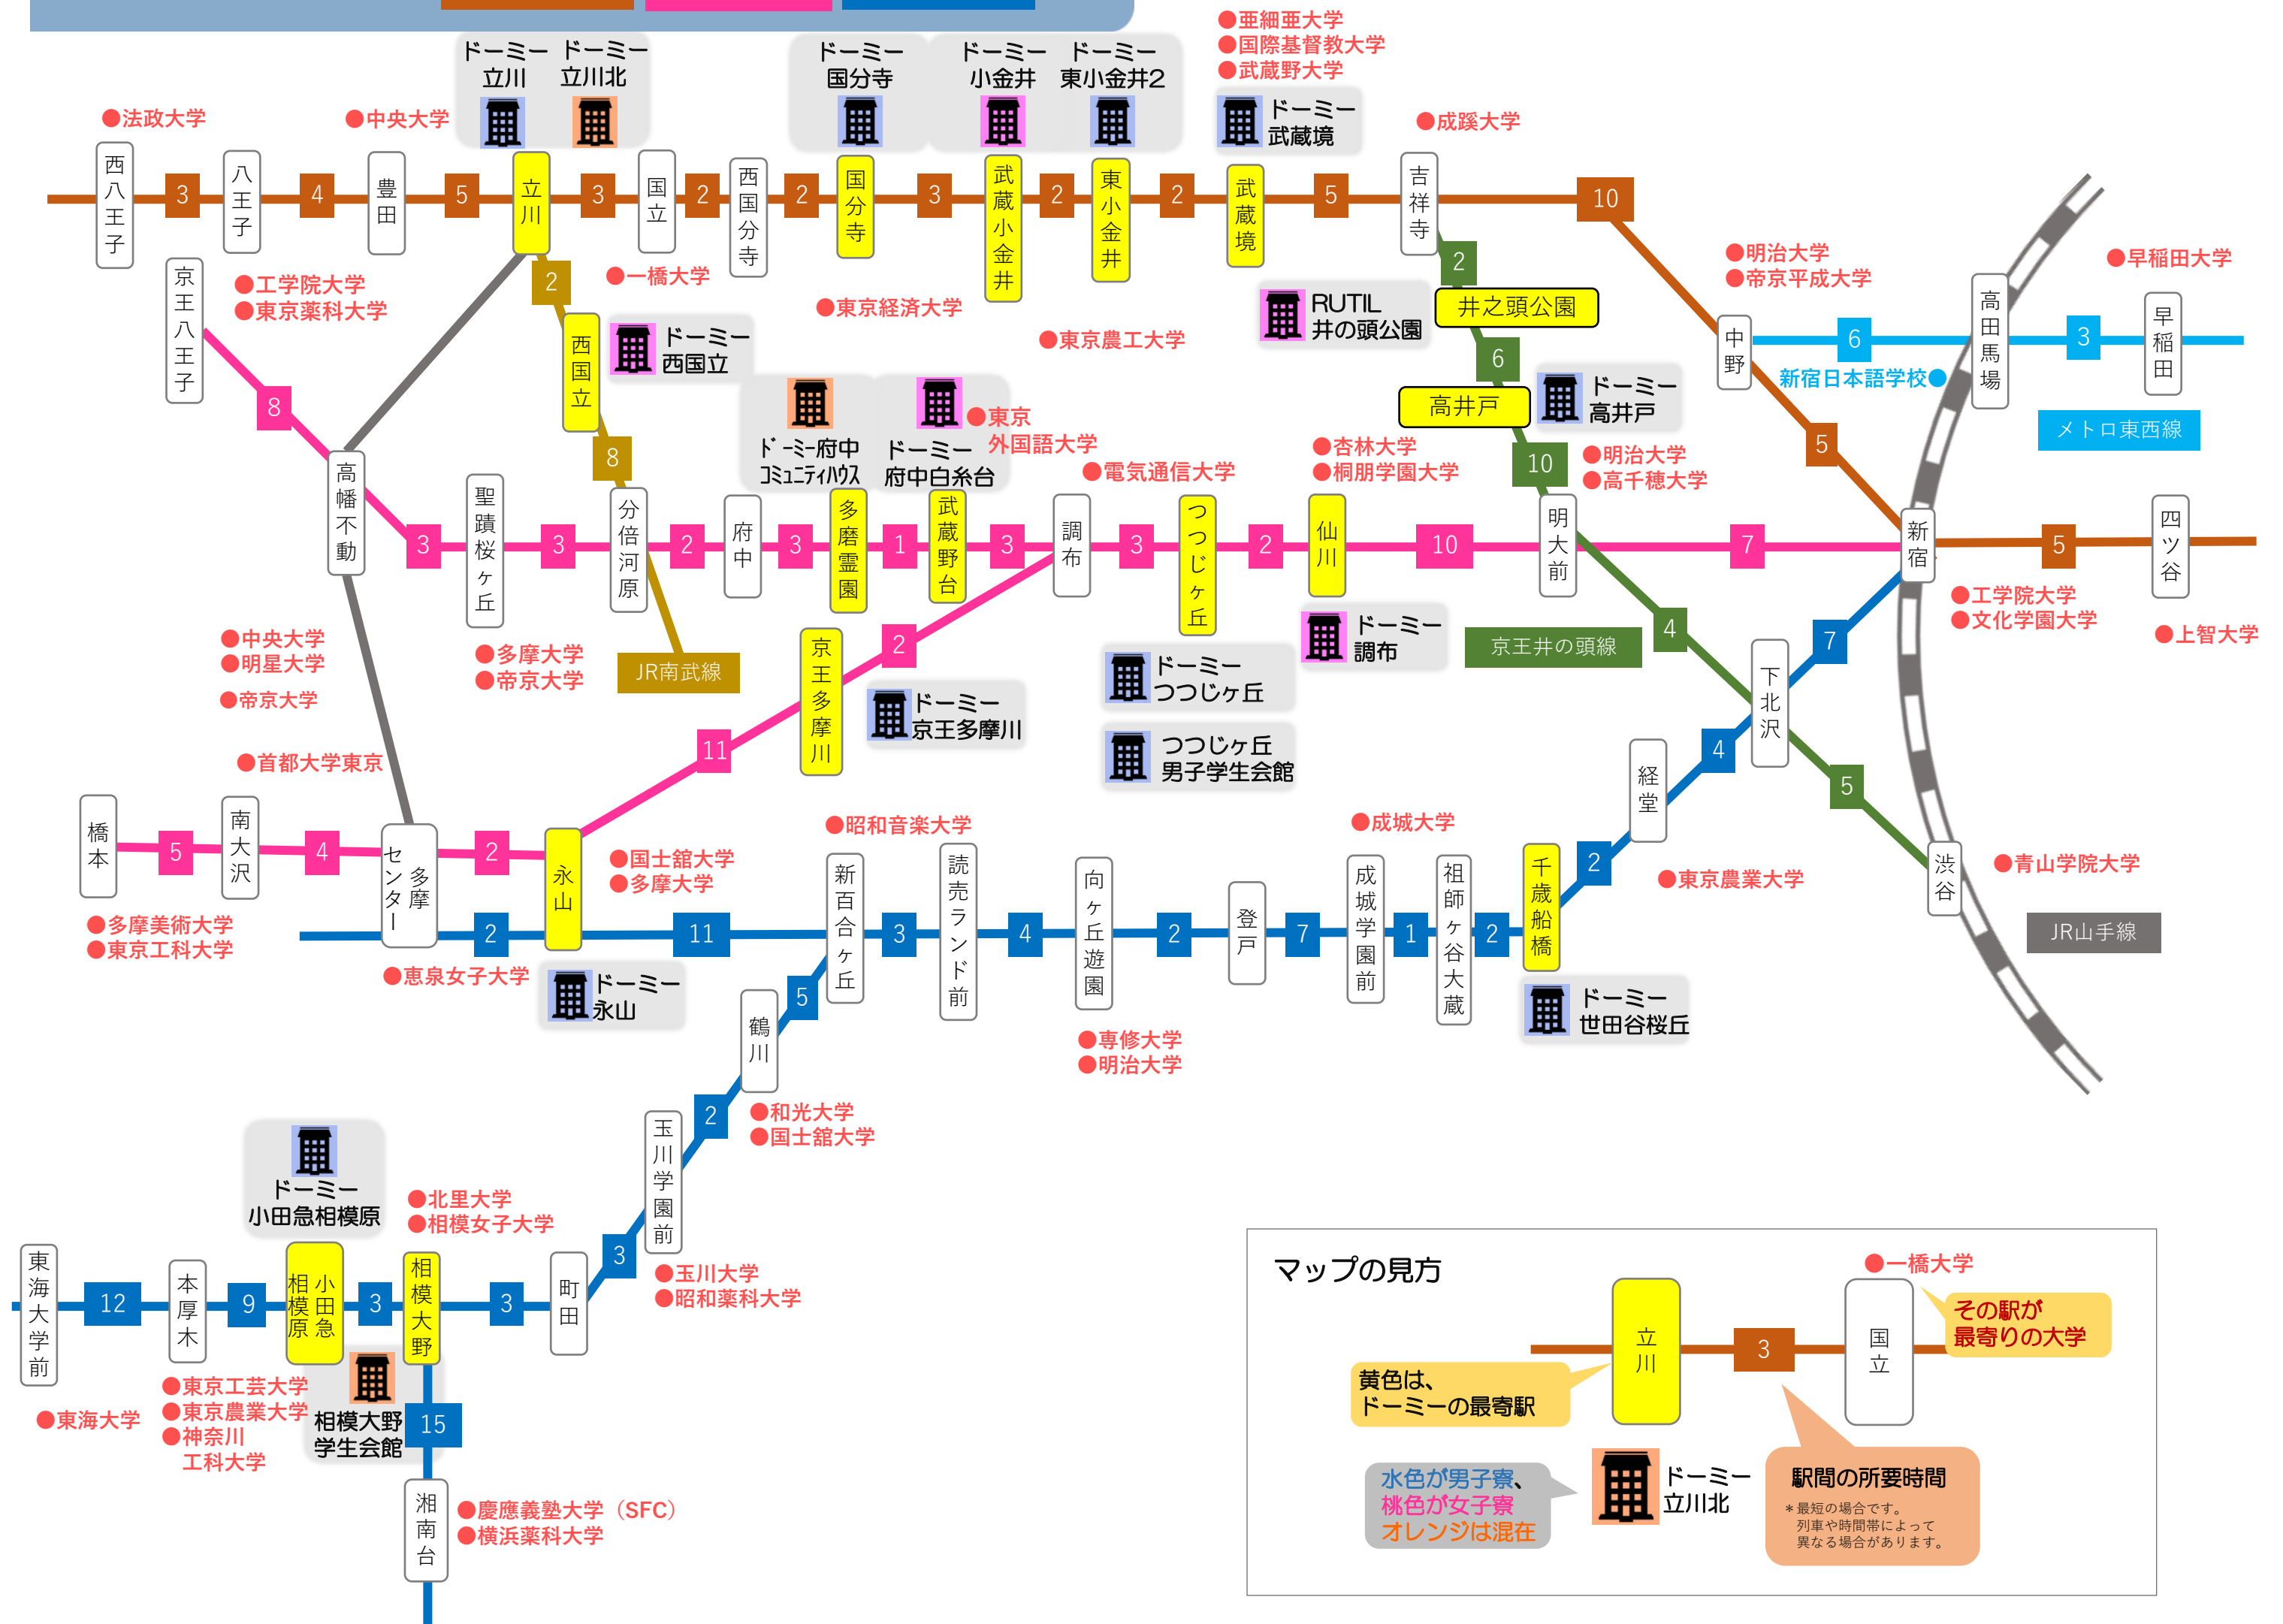 ●亜細亜大学
●国際基督教大学
●武蔵野大学
ドーミー
立川
ドーミー
立川北
ドーミー
国分寺
ドーミー
小金井
ドーミー
東小金井2
ドーミー
武蔵境
●法政大学
●中央大学
●成蹊大学
西八王子
3
八王子
4
豊田
5
立川
3
国立
2
西国分寺
2
国分寺
3
武蔵小金井
2
東小金井
2
武蔵境
5
吉祥寺
10
●工学院大学
●東京薬科大学
●一橋大学
●東京経済大学
●東京農工大学
●明治大学
●帝京平成大学
●早稲田大学
京王八王子
8
2
西国立
8
ドーミー
西国立
RUTIL
井の頭公園
2
井之頭公園
6
高井戸
10
ドーミー
高井戸
中野
6
高田馬場
3
早稲田
新宿日本語学校●
メトロ東西線
5
ドーミー府中
コミュニティハウス
ドーミー
府中白糸台
●東京
外国語大学
●電気通信大学
●杏林大学
●桐朋学園大学
●明治大学
●高千穂大学
高幡不動
3
聖蹟桜ヶ丘
3
分倍河原
2
府中
3
多磨霊園
1
武蔵野台
3
調布
3
つつじヶ丘
2
仙川
10
明大前
7
新宿
5
四ツ谷
●工学院大学
●文化学園大学
●上智大学
●中央大学
●明星大学
●帝京大学
●多摩大学
●帝京大学
JR南武線
京王多摩川
2
11
ドーミー
京王多摩川
ドーミー
つつじヶ丘
つつじヶ丘
男子学生会館
ドーミー
調布
京王井の頭線
4
7
下北沢
4
5
経堂
2
渋谷
●青山学院大学
JR山手線
●首都大学東京
橋本
5
南大沢
4
多摩
センター
2
永山
●国士舘大学
●多摩大学
●昭和音楽大学
●成城大学
●東京農業大学
●多摩美術大学
●東京工科大学
●恵泉女子大学
2
11
新百合ヶ丘
3
読売ランド前
4
向ヶ丘遊園
2
登戸
7
成城学園前
1
祖師ヶ谷大蔵
2
千歳船橋
ドーミー
永山
ドーミー
世田谷桜丘
●専修大学
●明治大学
5
鶴川
2
●和光大学
●国士舘大学
玉川学園前
3
●玉川大学
●昭和薬科大学
ドーミー
小田急相模原
●北里大学
●相模女子大学
東海大学前
12
本厚木
9
小田急
相模原
3
相模大野
3
町田
●東海大学
●東京工芸大学
●東京農業大学
●神奈川
工科大学
相模大野
学生会館
15
湘南台
●慶應義塾大学（SFC）
●横浜薬科大学
マップの見方
●一橋大学
その駅が
最寄りの大学
立川
3
国立
黄色は、
ドーミーの最寄駅
水色が男子寮、
桃色が女子寮
オレンジは混在
ドーミー
立川北
駅間の所要時間
＊最短の場合です。
列車や時間帯によって
異なる場合があります。